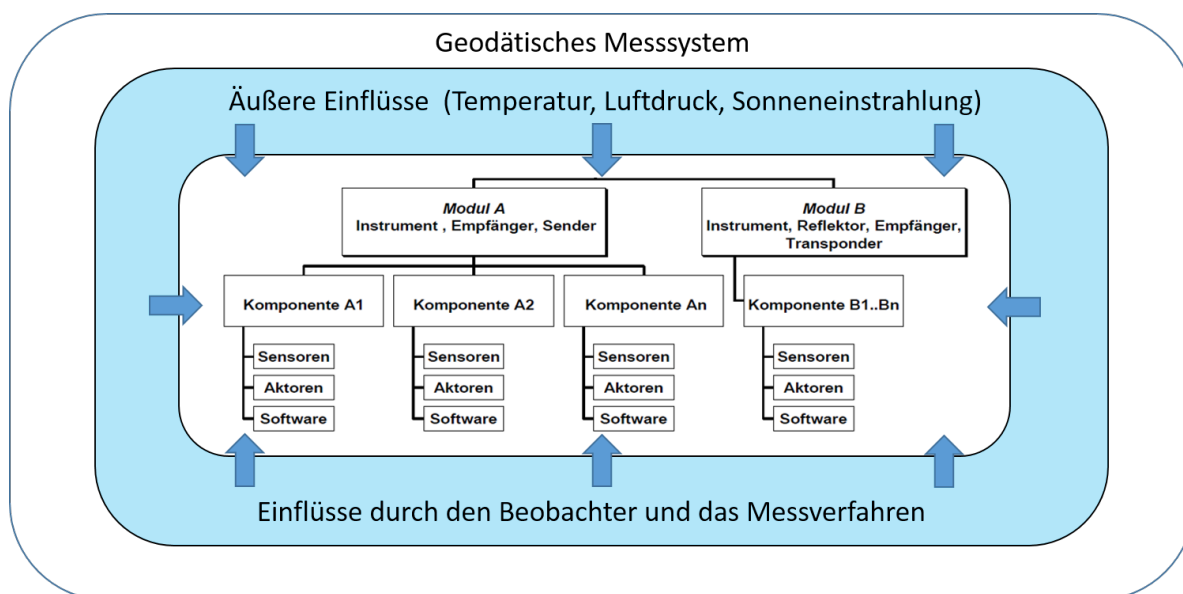 Geodätisches Messsystem
Äußere Einflüsse (Temperatur, Luftdruck, Sonneneinstrahlung)
Modul A
Instrument , Empfänger, Sender
Modul B
Instrument, Reflektor, Empfänger,
Transponder
Komponente A1
Komponente A2
Komponente An
Komponente B1..Bn
Sensoren
Aktoren
Software
Sensoren
Aktoren
Software
Sensoren
Aktoren
Software
Sensoren
Aktoren
Software
Einflüsse durch den Beobachter und das Messverfahren